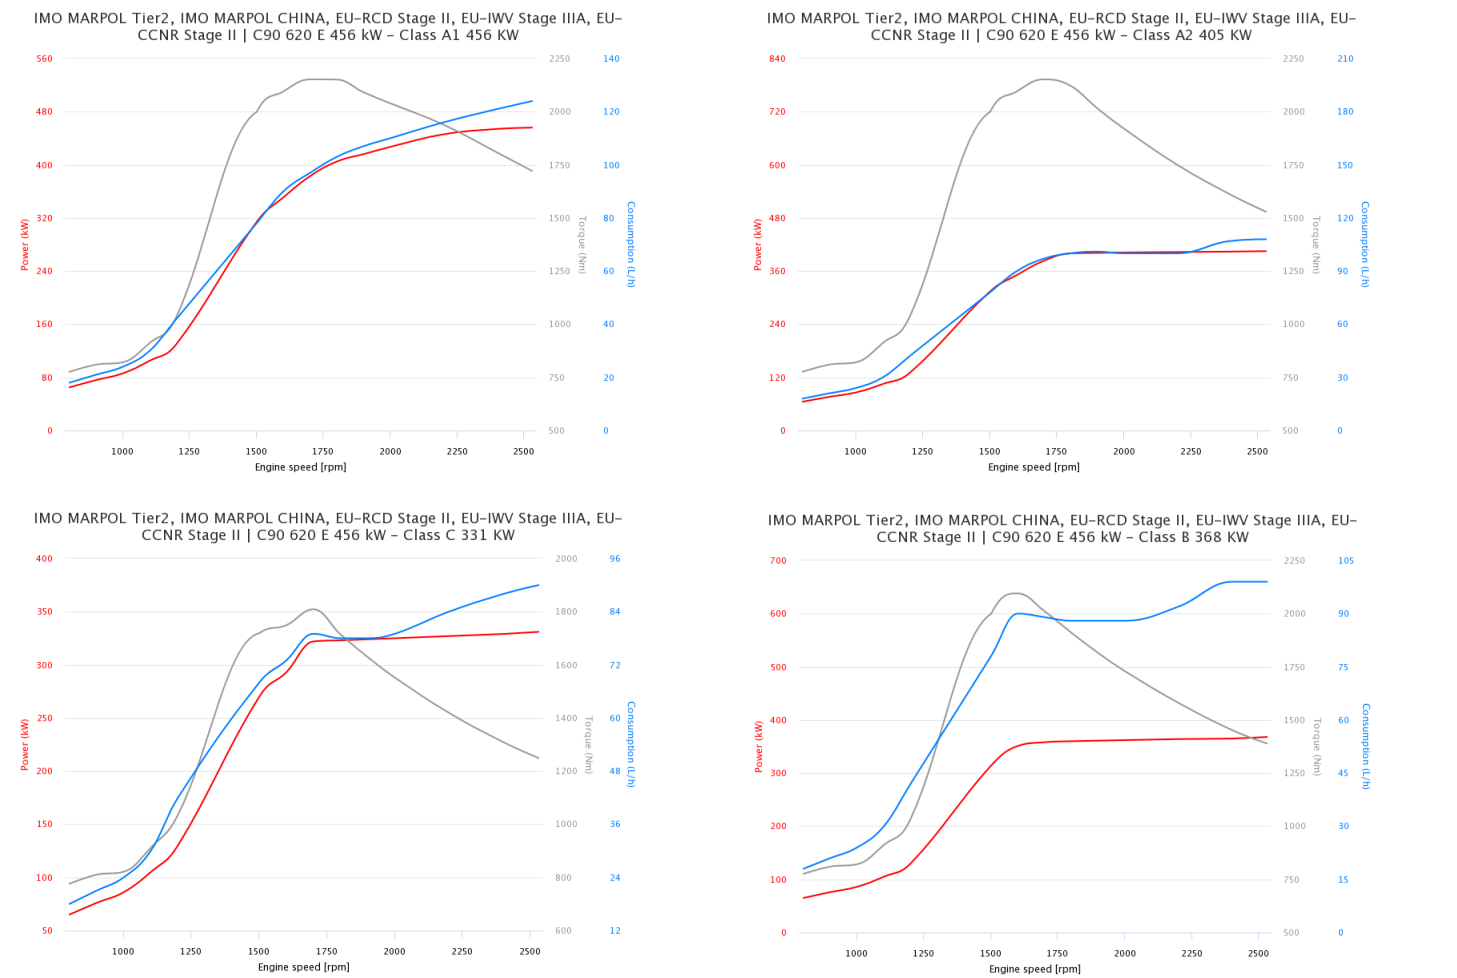 IMO MARPOL Tier2, IMO MARPOL CHINA, EU-RCD Stage II, EU-IWV Stage IIIA, EU-
CCNR Stage II | C90 620 E 456 kW - Class A1 456 KW
560 2250 140
480 2000 120
400 1750 100
320 1500 80
240 1250 60
160 1000 40
80 750 20
0 500 0
Power (kW)
Torque (Nm)
Consumption (L/h)
1000 1250 1500 1750 2000 2250 2500
Engine speed [rpm]
IMO MARPOL Tier2, IMO MARPOL CHINA, EU-RCD Stage II, EU-IWV Stage IIIA, EU-
CCNR Stage II | C90 620 E 456 kW - Class A2 405 KW
840 2250 210
720 2000 180
600 1750 150
480 1500 120
360 1250 90
240 1000 60
120 750 30
0 500 0
Power (kW)
Torque (Nm)
Consumption (L/h)
1000 1250 1500 1750 2000 2250 2500
Engine speed [rpm]
IMO MARPOL Tier2, IMO MARPOL CHINA, EU-RCD Stage II, EU-IWV Stage IIIA, EU-
CCNR Stage II | C90 620 E 456 kW - Class C 331 KW
400 2000 96
350 1800 84
300 1600 72
250 1400 60
200 1200 48
150 1000 36
100 800 24
50 600 12
Power (kW)
Torque (Nm)
Consumption (L/h)
1000 1250 1500 1750 2000 2250 2500
Engine speed [rpm]
IMO MARPOL Tier2, IMO MARPOL CHINA, EU-RCD Stage II, EU-IWV Stage IIIA, EU-
CCNR Stage II | C90 620 E 456 kW - Class B 368 KW
700 2250 105
600 2000 90
500 1750 75
400 1500 60
300 1250 45
200 1000 30
100 750 15
0 500 0
Power (kW)
Torque (Nm)
Consumption (L/h)
1000 1250 1500 1750 2000 2250 2500
Engine speed [rpm]